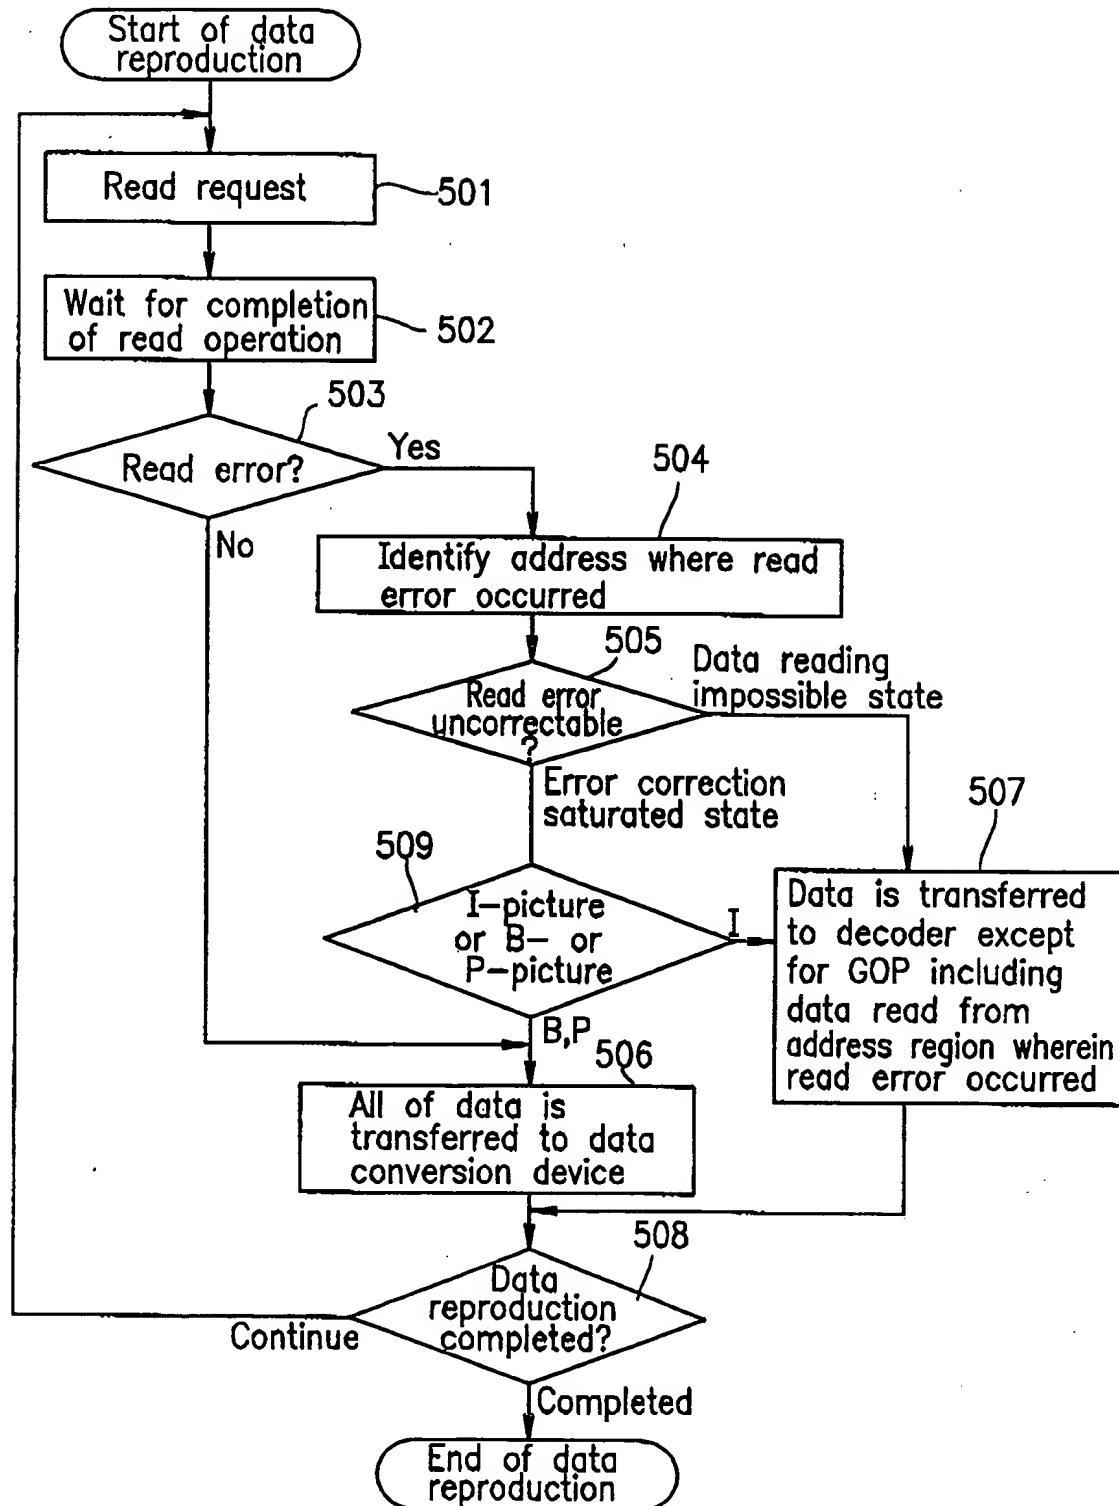 Start of data
reproduction
Read request
501
Wait for completion
of read operation
502
503
Read error?
Yes
No
504
Identify address where read
error occurred
505
Read error
uncorrectable
?
Data reading
impossible state
Error correction
saturated state
507
509
I-picture
or B- or
P-picture
I
Data is transferred
to decoder except
for GOP including
data read from
address region wherein
read error occurred
B,P
506
All of data is
transferred to data
conversion device
508
Data
reproduction
completed?
Continue
Completed
End of data
reproduction